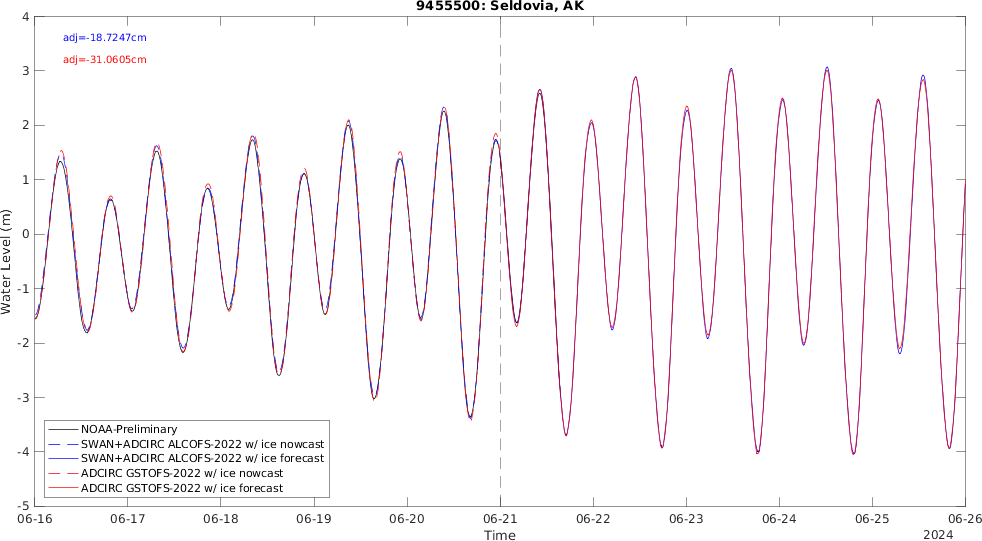 9455500: Seldovia, AK
adj=-18.7247cm
adj=-31.0605cm
4
3
2
1
0
-1
-2
-3
-4
-5
Water Level (m)
NOAA-Preliminary
SWAN+ADCIRC ALCOFS-2022 w/ ice nowcast
SWAN+ADCIRC ALCOFS-2022 w/ ice forecast
ADCIRC GSTOFS-2022 w/ ice nowcast
ADCIRC GSTOFS-2022 w/ ice forecast
06-16 06-17 06-18 06-19 06-20 06-21 06-22 06-23 06-24 06-25 06-26
Time
2024